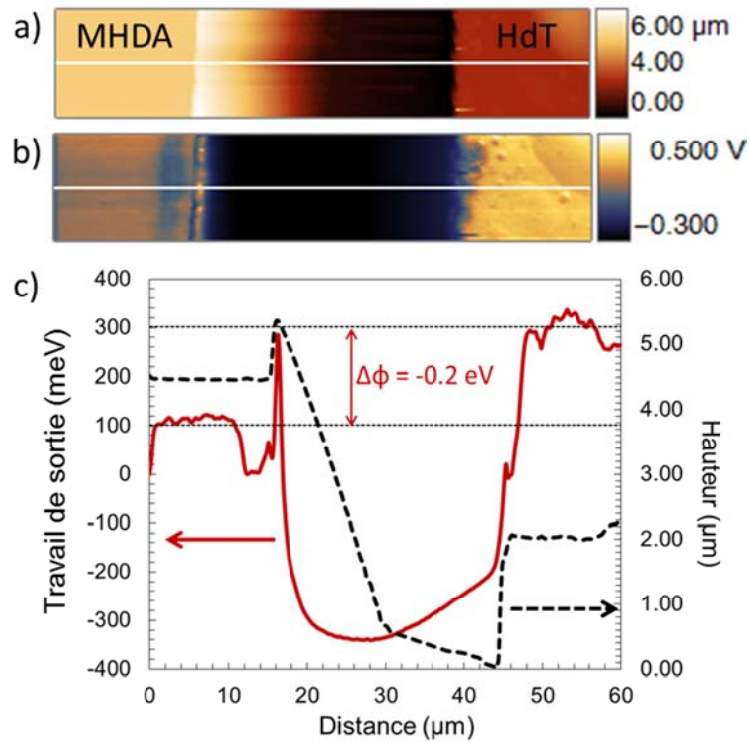 a)
MHDA
HdT
6.00 µm
4.00
0.00
b)
0.500 V
−0.300
c)
400
300
200
100
0
-100
-200
-300
-400
Travail de sortie (meV)
Δϕ = -0.2 eV
6.00
5.00
4.00
3.00
2.00
1.00
0.00
Hauteur (µm)
0
10
20
30
40
50
60
Distance (µm)